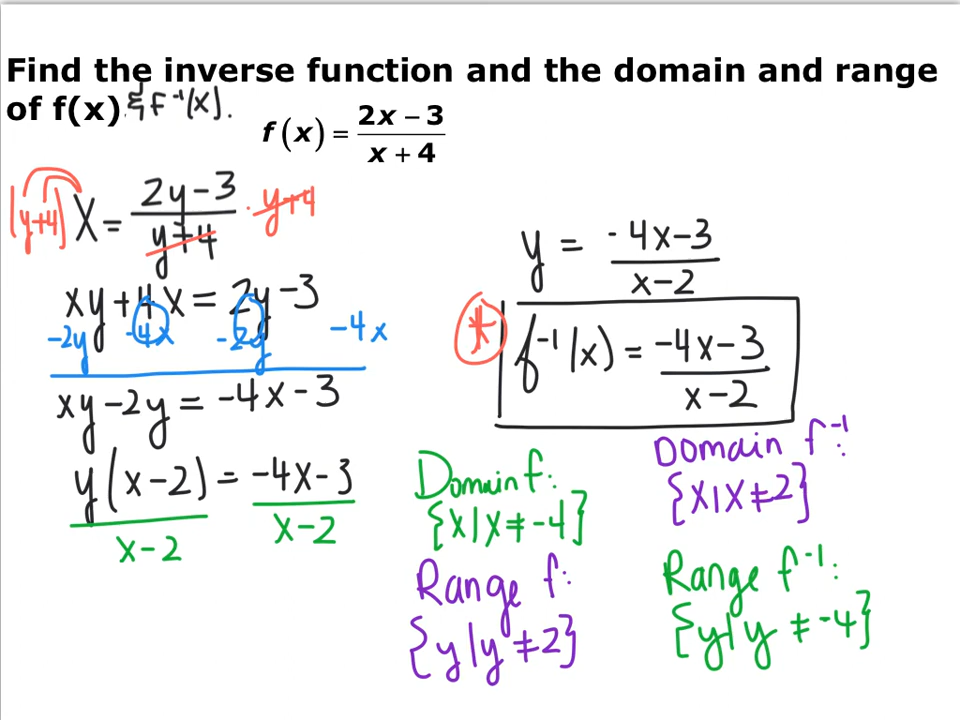 Find the inverse function and the domain and range
of f(x) & f⁻¹(x).
f(x) = (2x − 3)/(x + 4)
(y+4) x = (2y−3)/(y+4) · y+4
xy+4x = 2y−3
−2y −4x −2y −4x
xy−2y = −4x−3
y(x−2) = −4x−3
x−2 x−2
y = (−4x−3)/(x−2)
* f⁻¹(x) = (−4x−3)/(x−2)
Domain f:
{x|x≠−4}
Range f:
{y|y≠2}
Domain f⁻¹:
{x|x≠2}
Range f⁻¹:
{y|y≠−4}